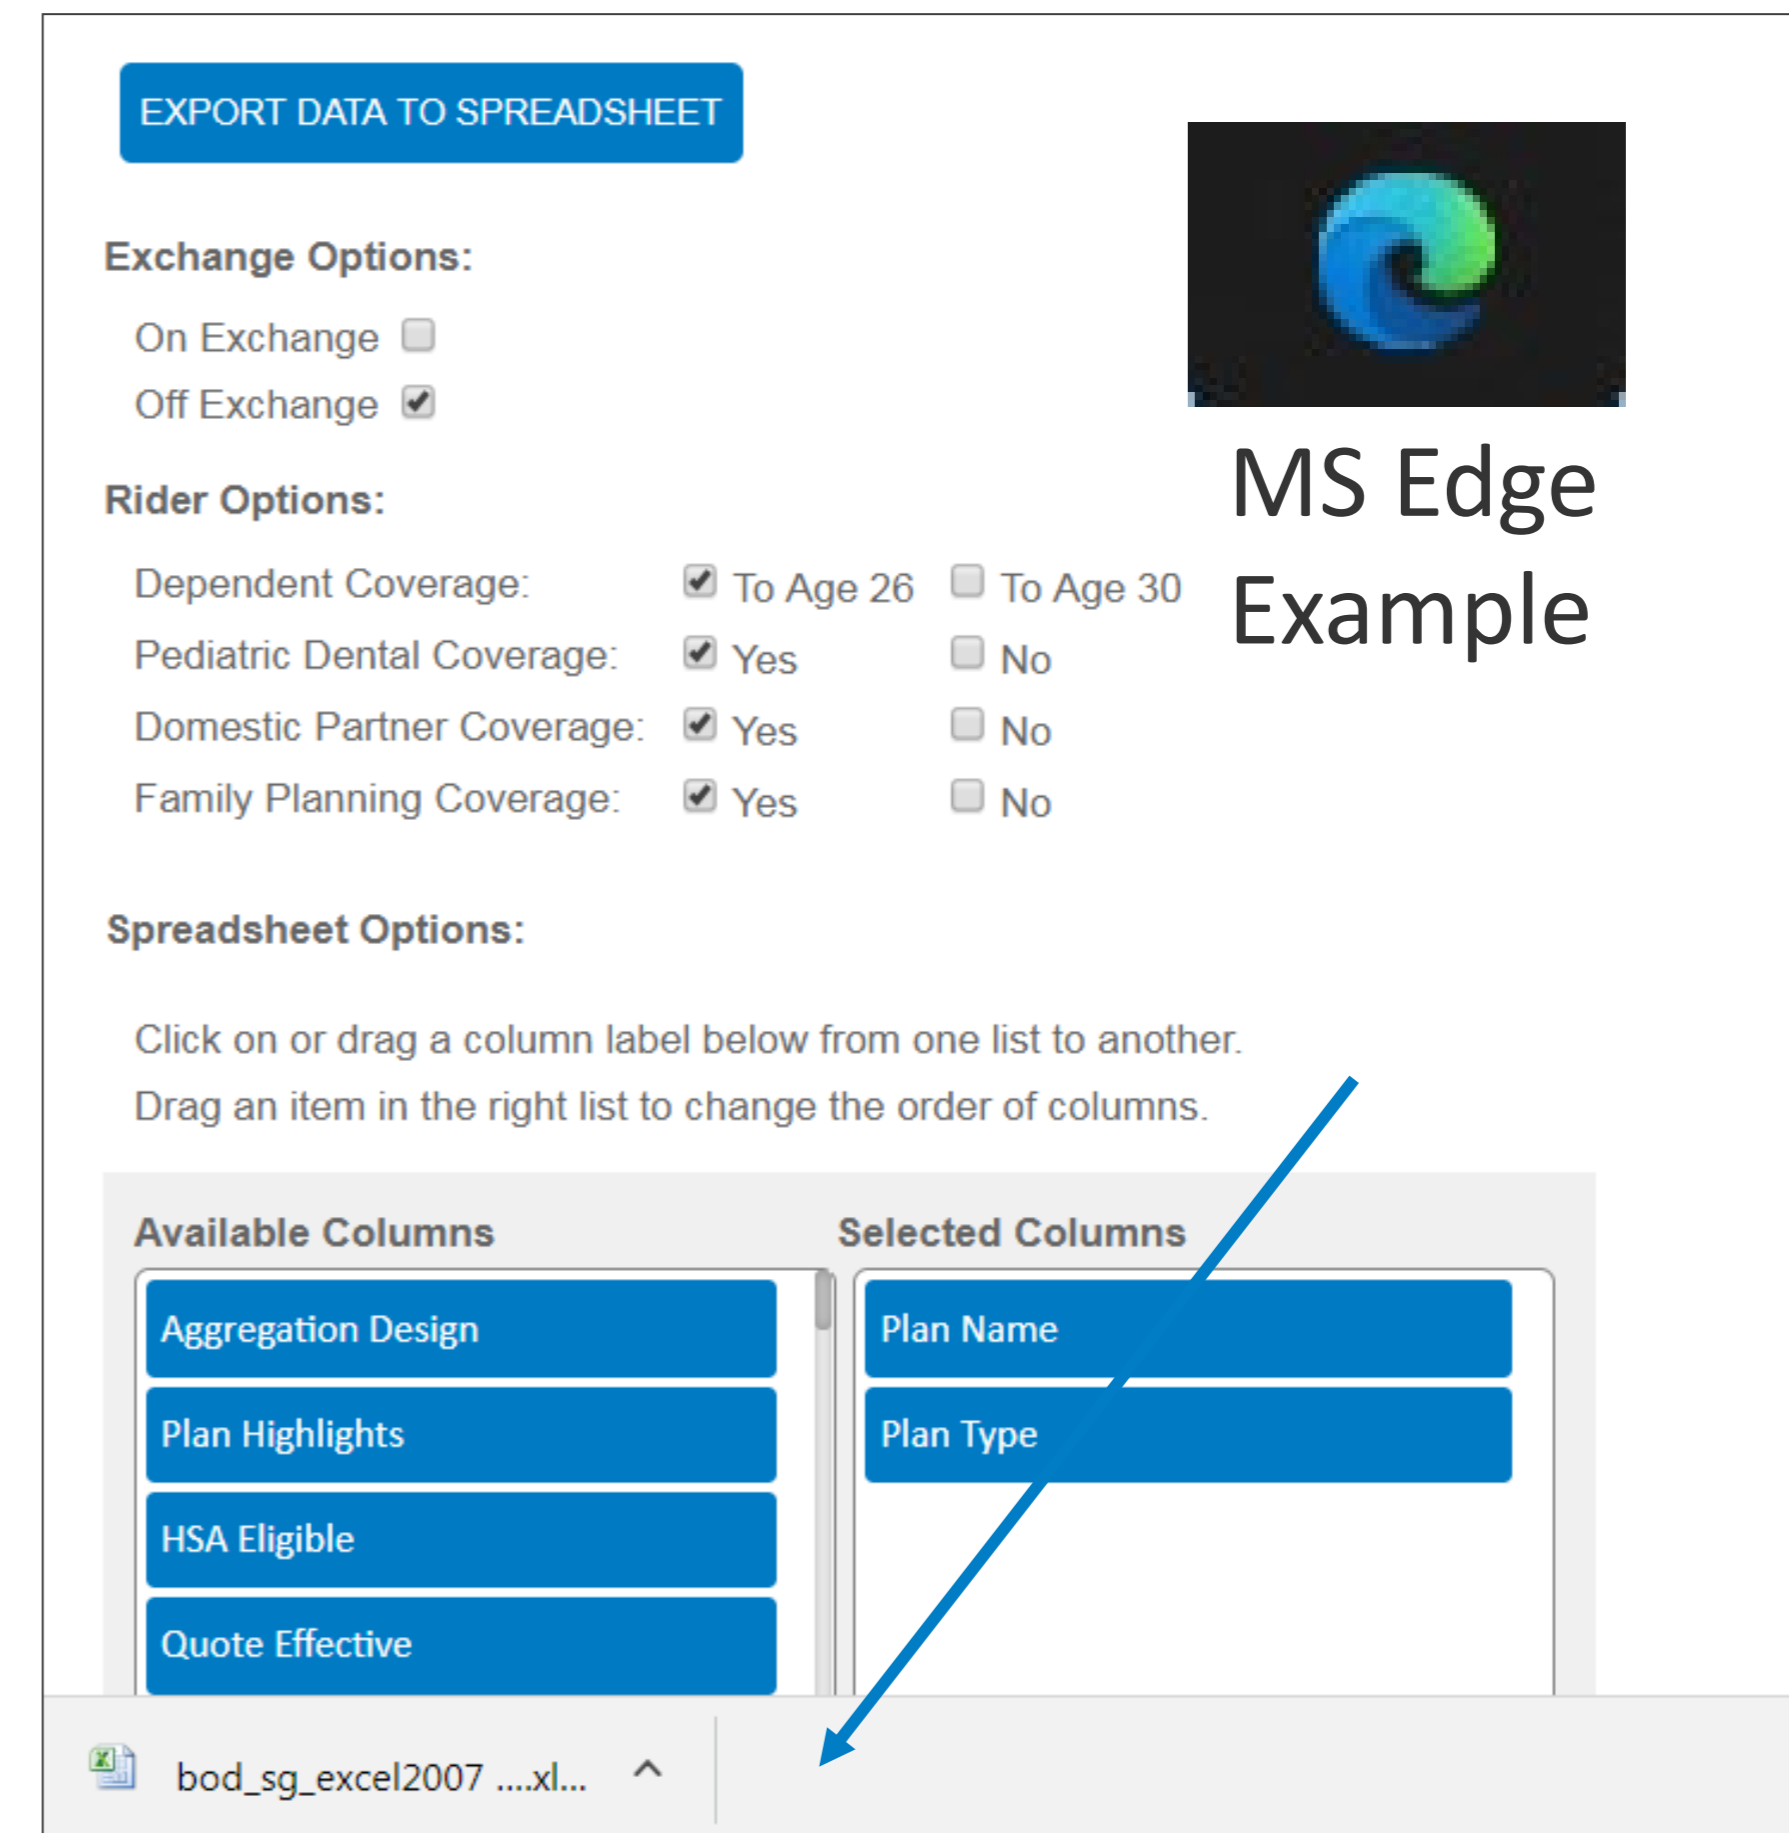 EXPORT DATA TO SPREADSHEET
Exchange Options:
On Exchange
Off Exchange
MS Edge
Example
Rider Options:
Dependent Coverage: To Age 26 To Age 30
Pediatric Dental Coverage: Yes No
Domestic Partner Coverage: Yes No
Family Planning Coverage: Yes No
Spreadsheet Options:
Click on or drag a column label below from one list to another.
Drag an item in the right list to change the order of columns.
Available Columns
Aggregation Design
Plan Highlights
HSA Eligible
Quote Effective
Selected Columns
Plan Name
Plan Type
bod_sg_excel2007 ....xl...